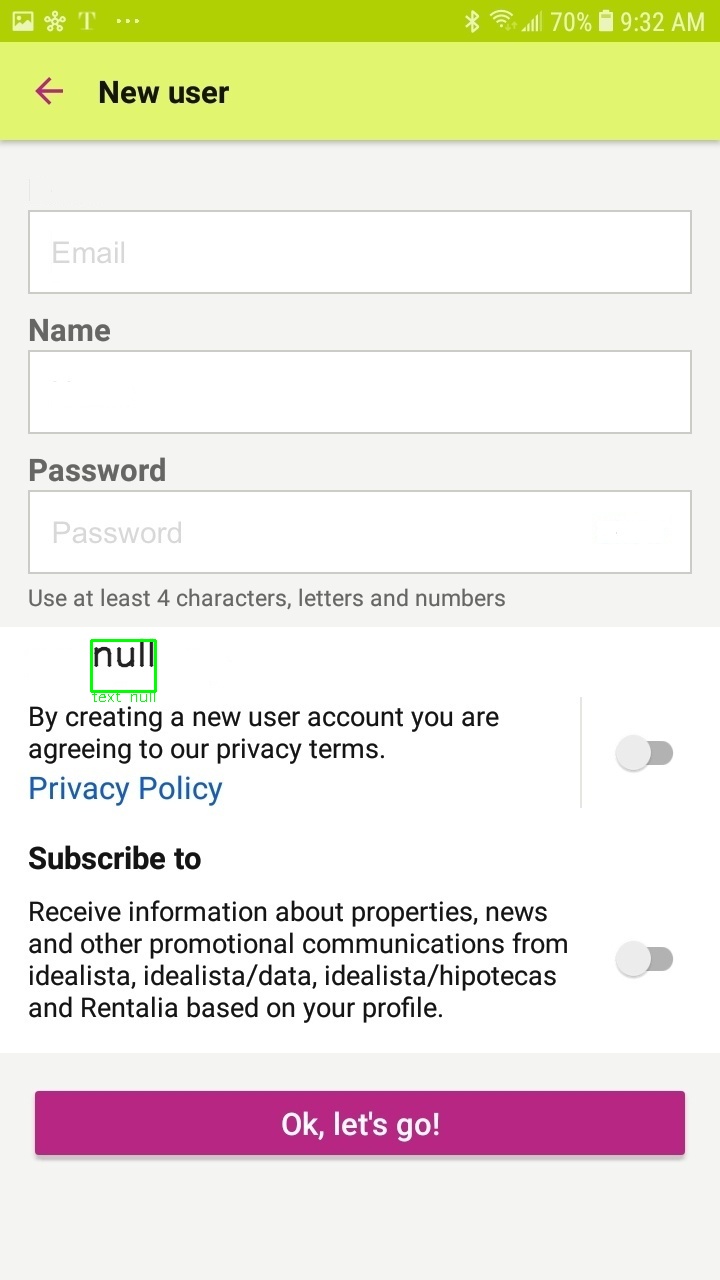 T ... 70% 9:32 AM
New user
Email
Name
Password
Password
Use at least 4 characters, letters and numbers
null
text null
By creating a new user account you are
agreeing to our privacy terms.
Privacy Policy
Subscribe to
Receive information about properties, news
and other promotional communications from
idealista, idealista/data, idealista/hipotecas
and Rentalia based on your profile.
Ok, let's go!